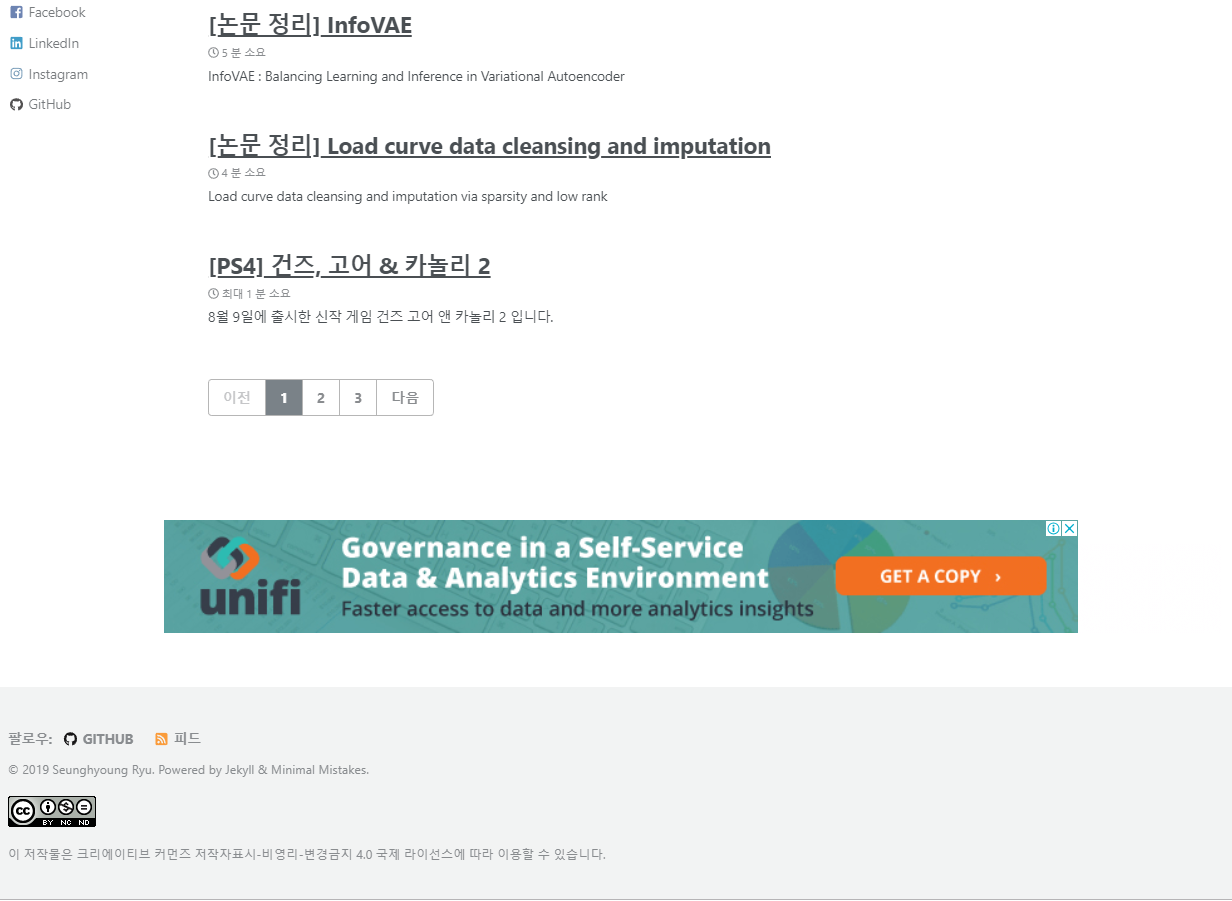 Facebook
LinkedIn
Instagram
GitHub
[논문 정리] InfoVAE
5 분 소요
InfoVAE : Balancing Learning and Inference in Variational Autoencoder
[논문 정리] Load curve data cleansing and imputation
4 분 소요
Load curve data cleansing and imputation via sparsity and low rank
[PS4] 건즈, 고어 & 카놀리 2
최대 1 분 소요
8월 9일에 출시한 신작 게임 건즈 고어 앤 카놀리 2 입니다.
이전 1 2 3 다음
unifi
Governance in a Self-Service
Data & Analytics Environment
Faster access to data and more analytics insights
GET A COPY ›
팔로우: GITHUB 피드
© 2019 Seunghyoung Ryu. Powered by Jekyll & Minimal Mistakes.
cc BY NC ND
이 저작물은 크리에이티브 커먼즈 저작자표시-비영리-변경금지 4.0 국제 라이선스에 따라 이용할 수 있습니다.